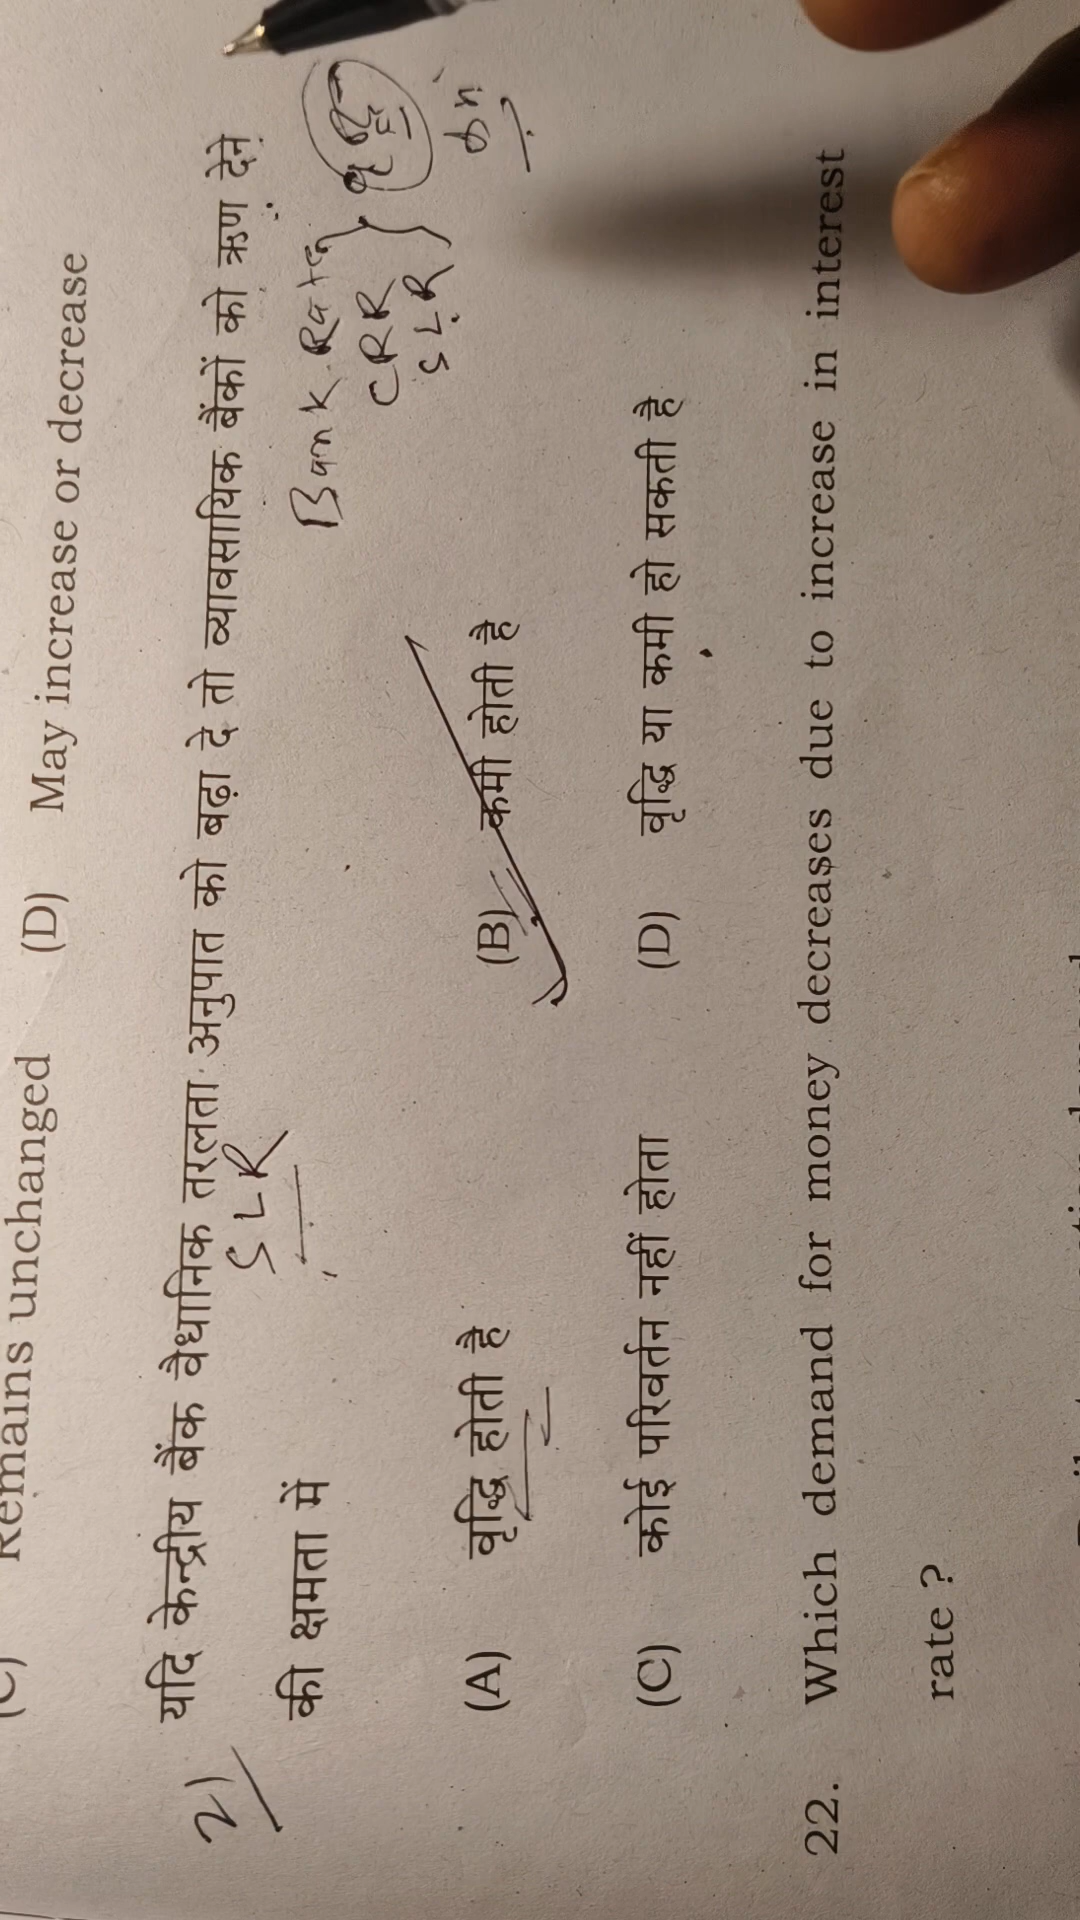 Remains unchanged (D) May increase or decrease
21
यदि केन्द्रीय बैंक वैधानिक तरलता अनुपात को बढ़ा दे तो व्यावसायिक बैंकों को ऋण देने
SLR
की क्षमता में
Bank Rate
CRR
SLR
(A) वृद्धि होती है (B) कमी होती है
(C) कोई परिवर्तन नहीं होता (D) वृद्धि या कमी हो सकती है
22. Which demand for money decreases due to increase in interest
rate ?